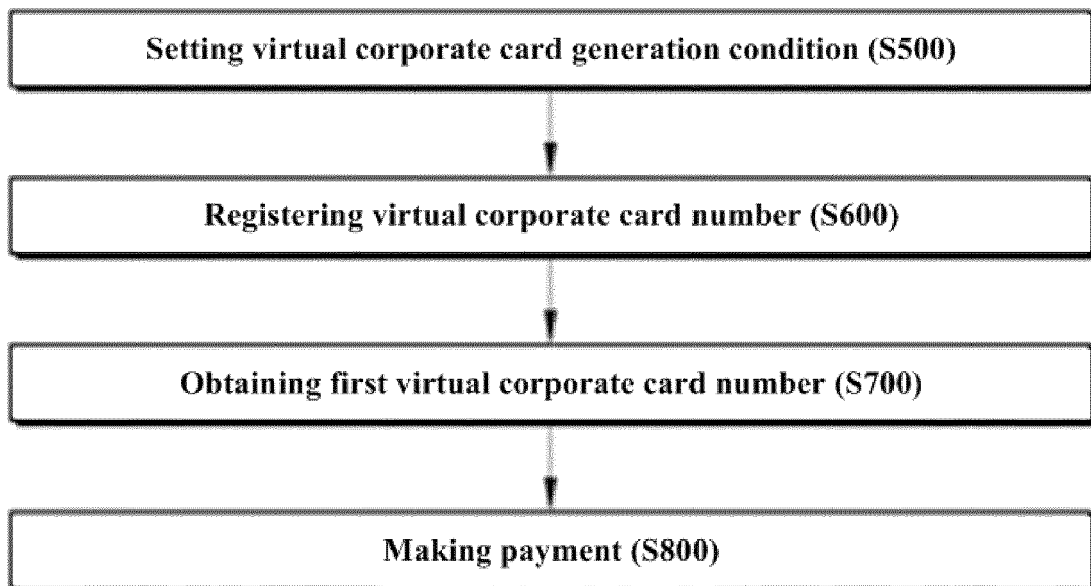 Setting virtual corporate card generation condition (S500)
Registering virtual corporate card number (S600)
Obtaining first virtual corporate card number (S700)
Making payment (S800)